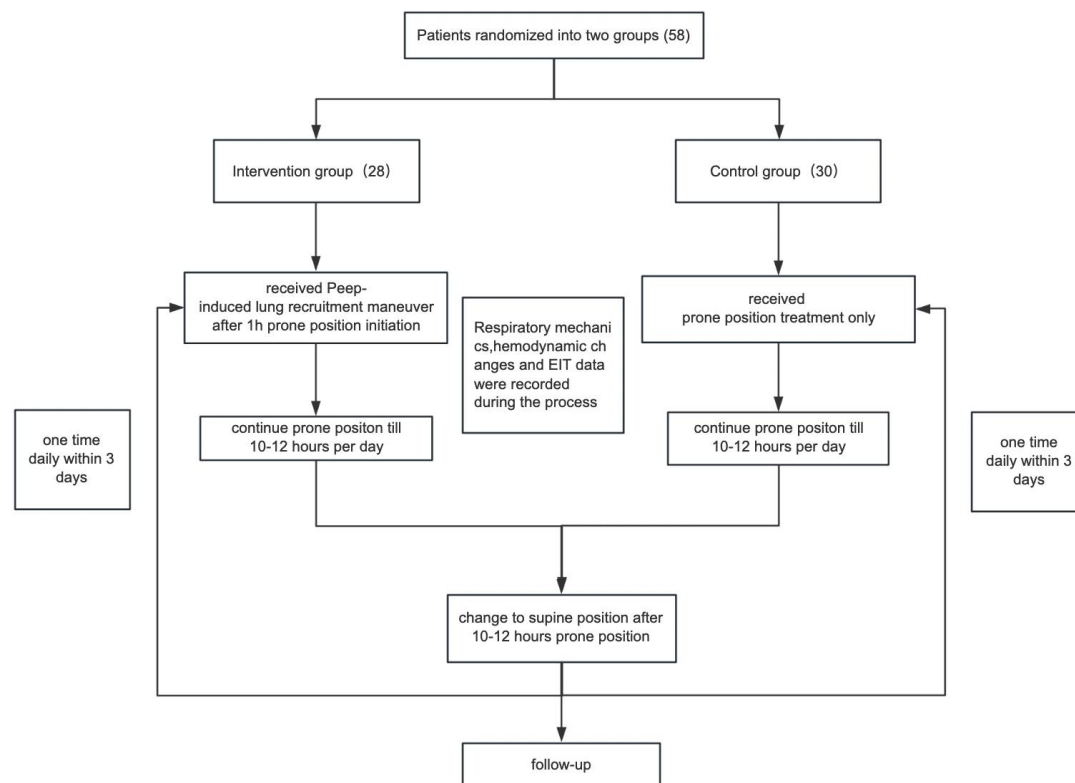 Patients randomized into two groups (58)
Intervention group（28）
Control group（30）
received Peep-
induced lung recruitment maneuver
after 1h prone position initiation
Respiratory mechani
cs,hemodynamic ch
anges and EIT data
were recorded
during the process
received
prone position treatment only
one time
daily within 3
days
continue prone positon till
10-12 hours per day
continue prone position till
10-12 hours per day
one time
daily within 3
days
change to supine position after
10-12 hours prone position
follow-up